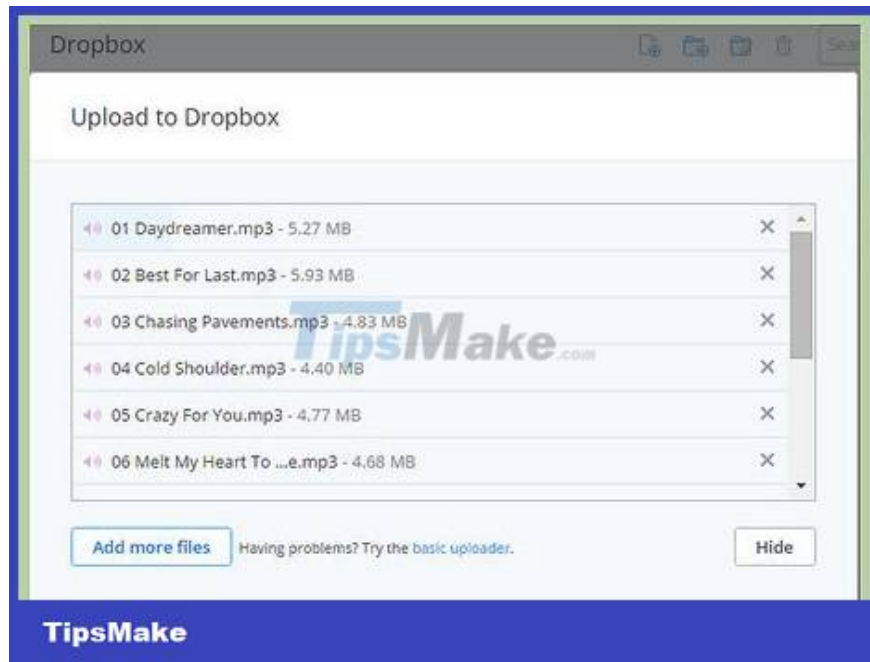 Dropbox
Sear
Upload to Dropbox
01 Daydreamer.mp3 - 5.27 MB
02 Best For Last.mp3 - 5.93 MB
03 Chasing Pavements.mp3 - 4.83 MB
TipsMake.com
04 Cold Shoulder.mp3 - 4.40 MB
05 Crazy For You.mp3 - 4.77 MB
06 Melt My Heart To ...e.mp3 - 4.68 MB
Add more files Having problems? Try the basic uploader. Hide
TipsMake